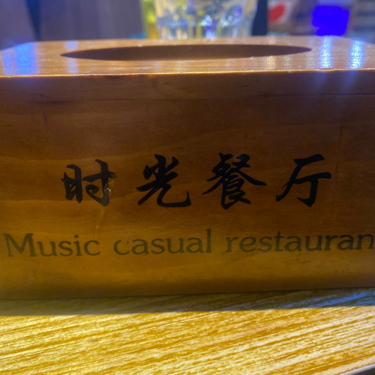 时光餐厅
Music casual restauran